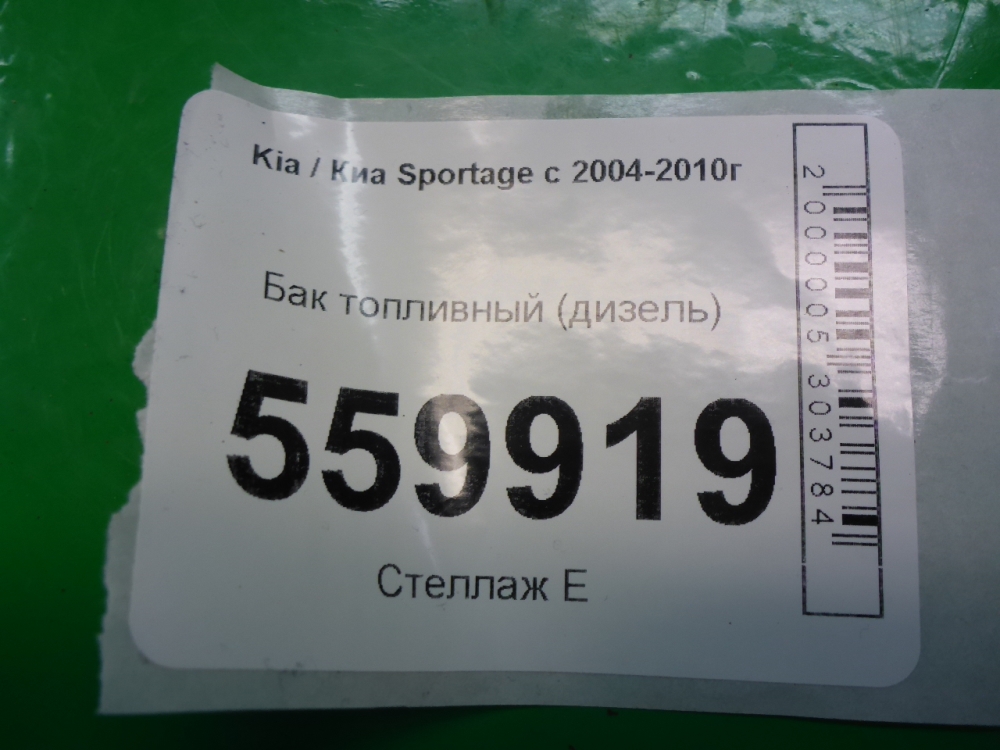 Kia / Киа Sportage с 2004-2010г
Бак топливный (дизель)
559919
Стеллаж Е
2000005303784